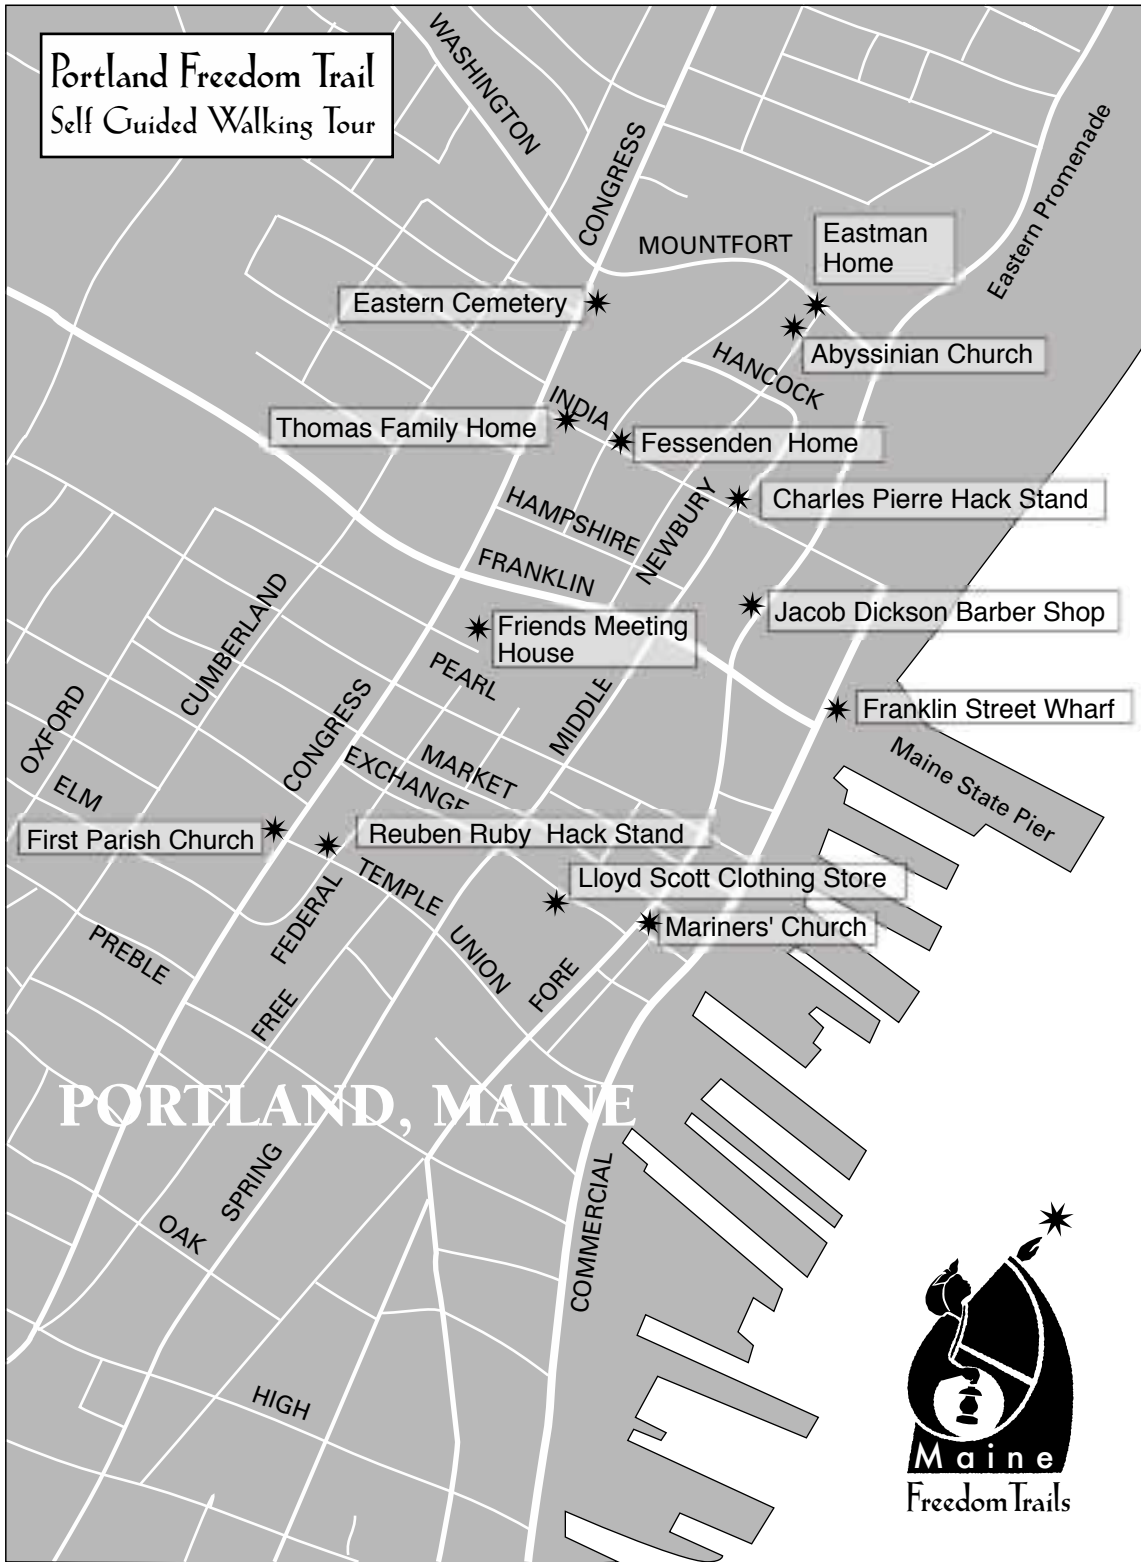 Portland Freedom Trail
Self Guided Walking Tour
WASHINGTON
CONGRESS
Eastern Promenade
MOUNTFORT
Eastman
Home
Eastern Cemetery
Abyssinian Church
HANCOCK
INDIA
Thomas Family Home
Fessenden Home
Charles Pierre Hack Stand
HAMPSHIRE
NEWBURY
FRANKLIN
Jacob Dickson Barber Shop
CUMBERLAND
Friends Meeting
House
PEARL
OXFORD
CONGRESS
MIDDLE
Franklin Street Wharf
Maine State Pier
MARKET
EXCHANGE
ELM
First Parish Church
Reuben Ruby Hack Stand
TEMPLE
Lloyd Scott Clothing Store
Mariners' Church
FEDERAL
UNION
PREBLE
FORE
FREE
PORTLAND, MAINE
SPRING
OAK
COMMERCIAL
HIGH
Maine
Freedom Trails